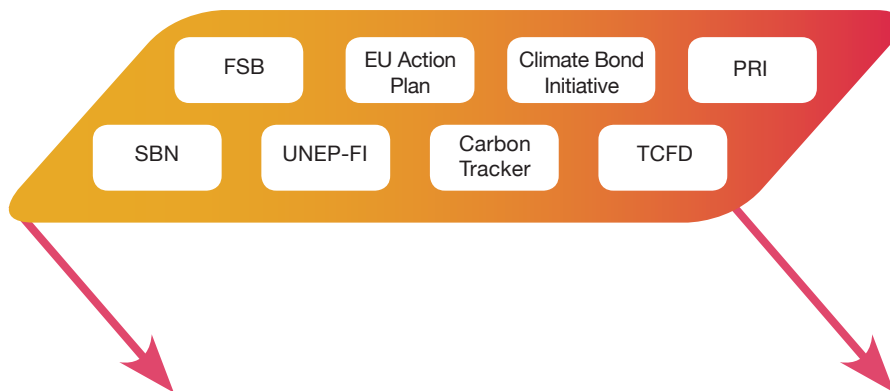 FSB
EU Action
Plan
Climate Bond
Initiative
PRI
SBN
UNEP-FI
Carbon
Tracker
TCFD